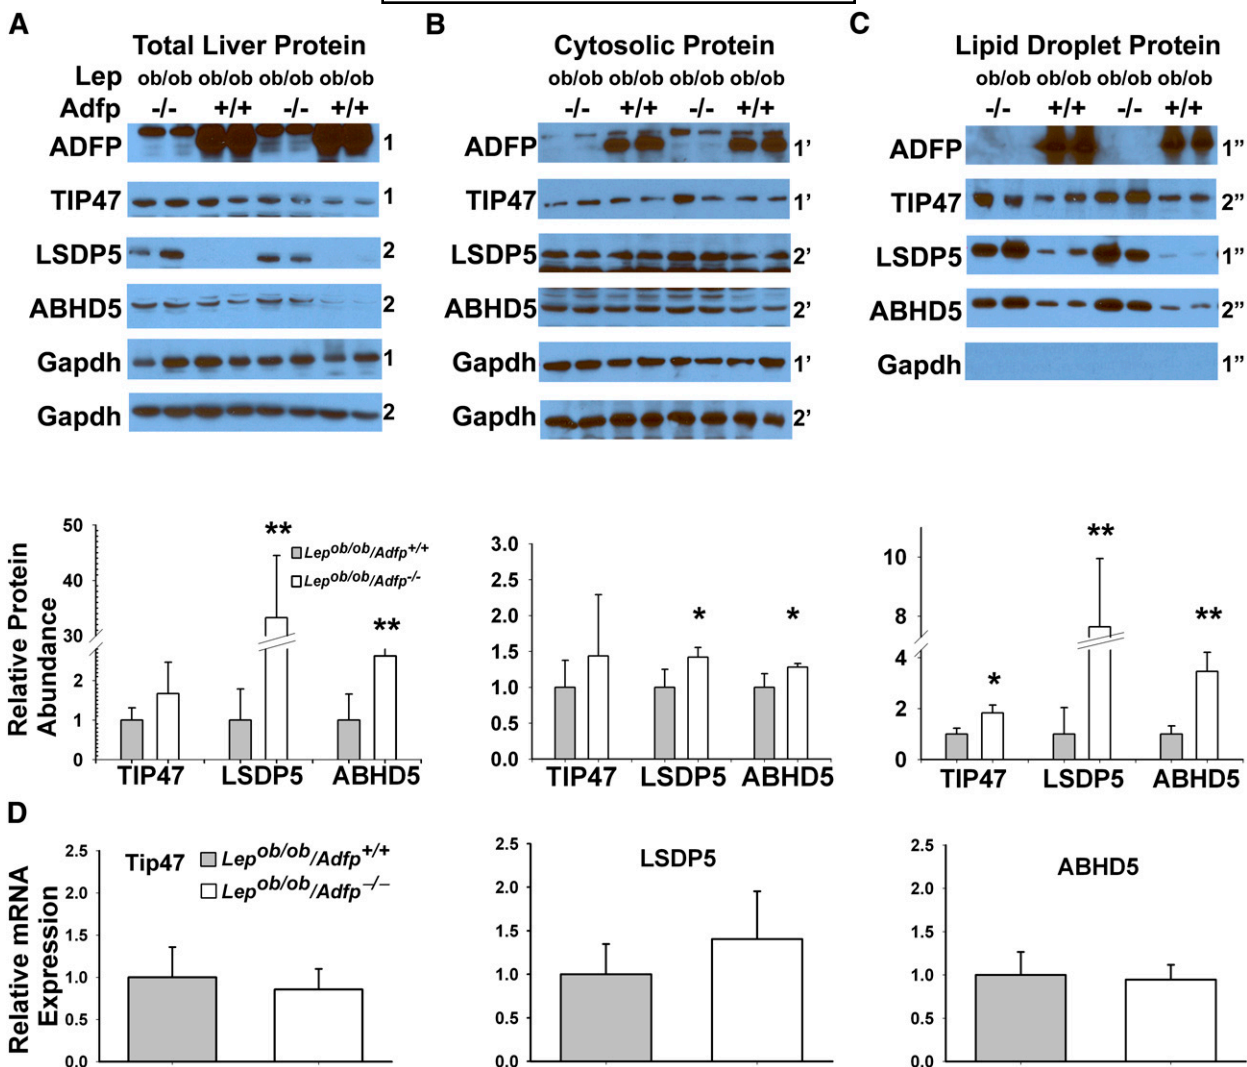 A
Total Liver Protein
Lep ob/ob ob/ob ob/ob ob/ob
Adfp -/- +/+ -/- +/+
ADFP 1
TIP47 1
LSDP5 2
ABHD5 2
Gapdh 1
Gapdh 2
B
Cytosolic Protein
ob/ob ob/ob ob/ob ob/ob
-/- +/+ -/- +/+
ADFP 1’
TIP47 1’
LSDP5 2’
ABHD5 2’
Gapdh 1’
Gapdh 2’
C
Lipid Droplet Protein
ob/ob ob/ob ob/ob ob/ob
-/- +/+ -/- +/+
ADFP 1”
TIP47 2”
LSDP5 1”
ABHD5 2”
Gapdh 1”
Relative Protein
Abundance
50
40
30
2
1
0
**
**
Lepob/ob/Adfp+/+
Lepob/ob/Adfp-/-
TIP47 LSDP5 ABHD5
3.0
2.5
2.0
1.5
1.0
0.5
0.0
* *
TIP47 LSDP5 ABHD5
10
8
4
2
0
*
**
**
TIP47 LSDP5 ABHD5
D
Relative mRNA
Expression
2.5
2.0
1.5
1.0
0.5
0.0
Tip47
Lepob/ob/Adfp+/+
Lepob/ob/Adfp−/−
2.5
2.0
1.5
1.0
0.5
0.0
LSDP5
2.5
2.0
1.5
1.0
0.5
0.0
ABHD5